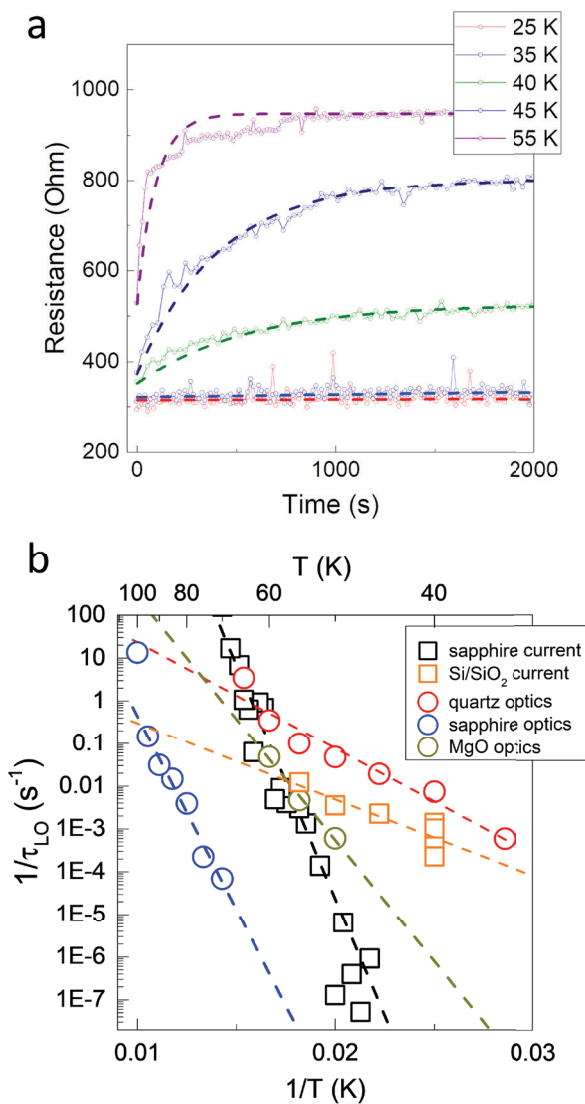 a
25 K
35 K
40 K
45 K
55 K
1000
800
600
400
200
Resistance (Ohm)
0
1000
2000
Time (s)
b
T (K)
100
80
60
40
100
10
1
0.1
0.01
1E-3
1E-4
1E-5
1E-6
1E-7
1/τLO (s-1)
sapphire current
Si/SiO2 current
quartz optics
sapphire optics
MgO optics
0.01
0.02
0.03
1/T (K)